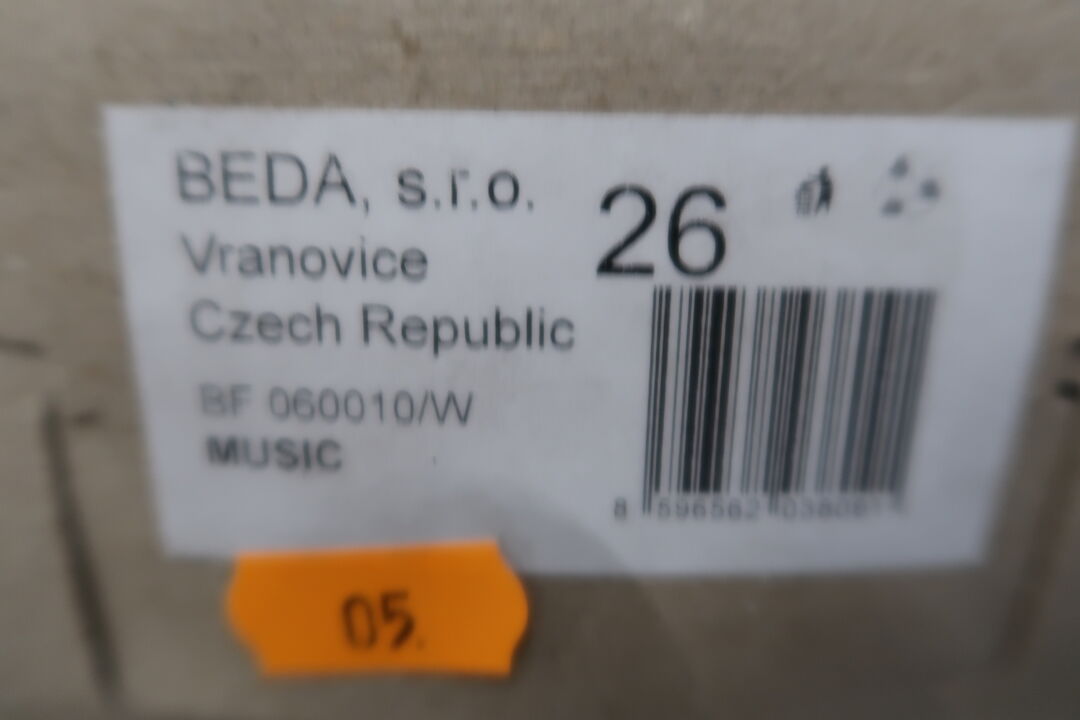 BEDA, s.r.o.
26
Vranovice
Czech Republic
BF 060010/W
MUSIC
05.